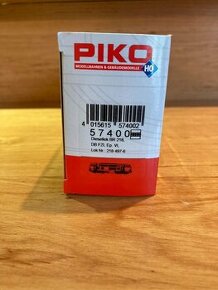 PIKO
MODELLBAHNEN & GEBÄUDEMODELLE
H0
4 015615 574002
57400
Diesellok BR 218
DB FZI, Ep. VI,
Lok Nr.: 218 497-6